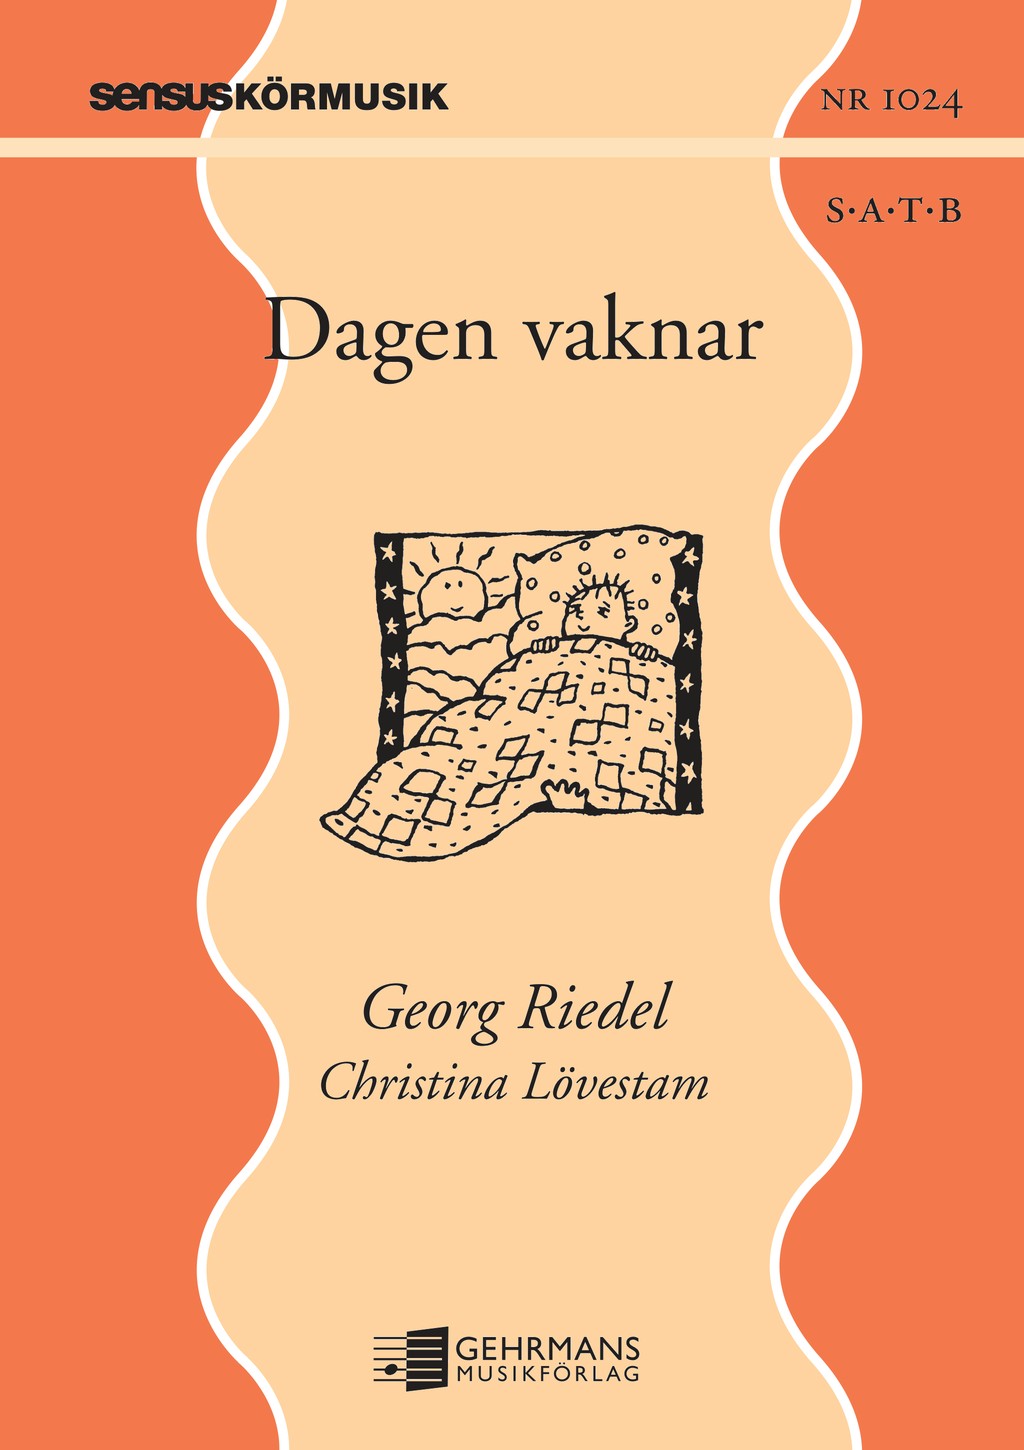 sensusKÖRMUSIK
NR 1024
S·A·T·B
Dagen vaknar
Georg Riedel
Christina Lövestam
GEHRMANS
MUSIKFÖRLAG